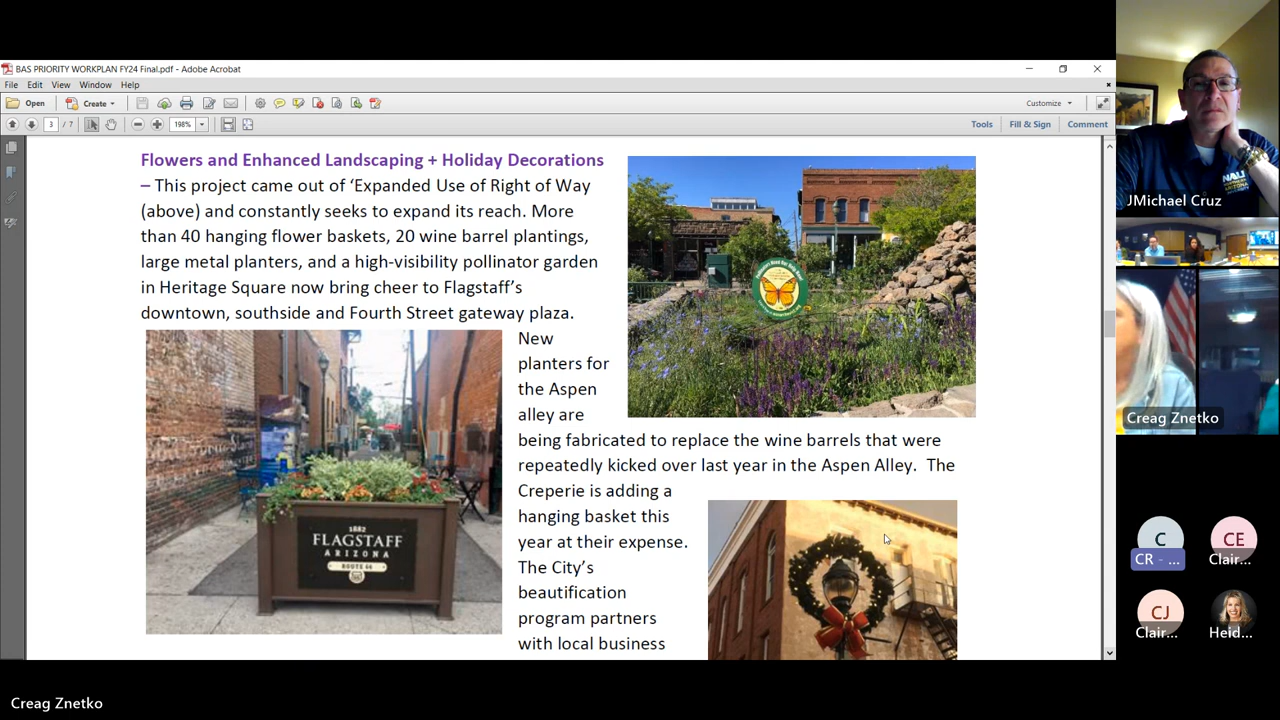 BAS PRIORITY WORKPLAN FY24 Final.pdf - Adobe Acrobat
File Edit View Window Help
Open Create Customize
3 / 7 198% Tools Fill & Sign Comment
Flowers and Enhanced Landscaping + Holiday Decorations
– This project came out of ‘Expanded Use of Right of Way
(above) and constantly seeks to expand its reach. More
than 40 hanging flower baskets, 20 wine barrel plantings,
large metal planters, and a high-visibility pollinator garden
in Heritage Square now bring cheer to Flagstaff’s
downtown, southside and Fourth Street gateway plaza.
New
planters for
the Aspen
alley are
being fabricated to replace the wine barrels that were
repeatedly kicked over last year in the Aspen Alley. The
Creperie is adding a
hanging basket this
year at their expense.
The City’s
beautification
program partners
with local business
1882
FLAGSTAFF
ARIZONA
ROUTE 66
NAU
ARIZONA
JMichael Cruz
Creag Znetko
C
CR - ...
CE
Clair...
CJ
Clair...
Heid...
Creag Znetko